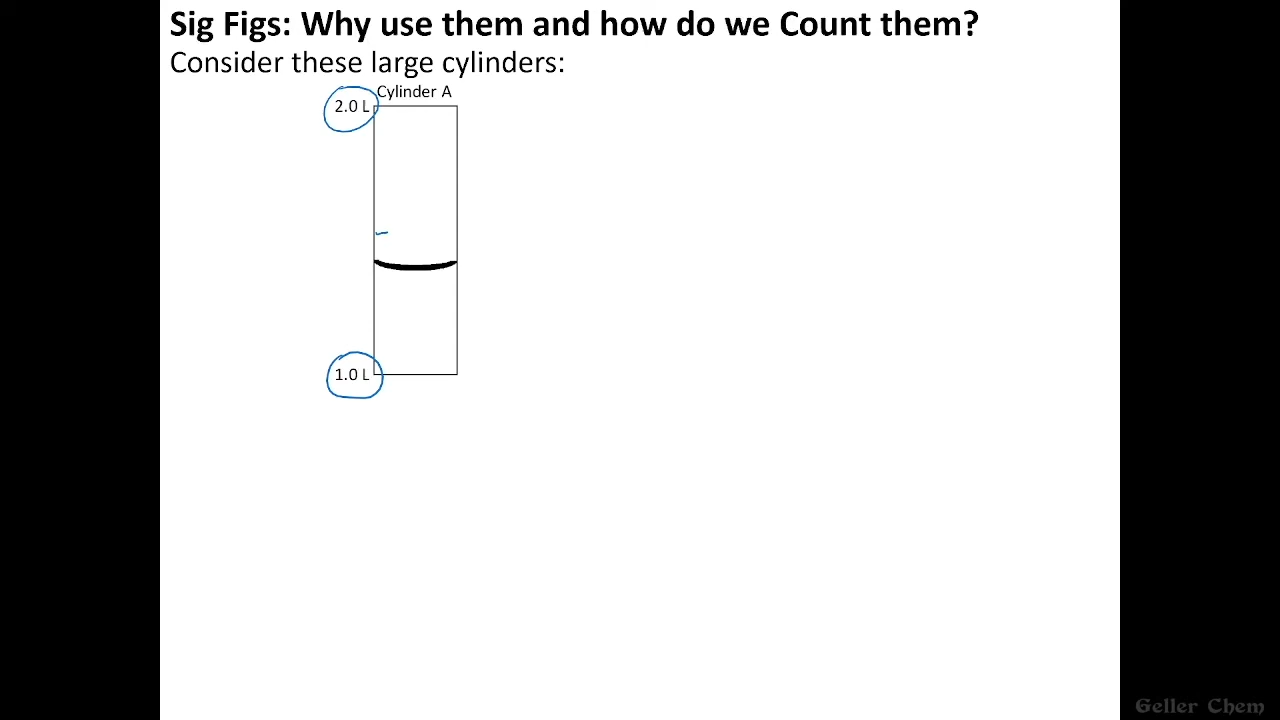 Sig Figs: Why use them and how do we Count them?
Consider these large cylinders:
Cylinder A
2.0 L
1.0 L
Geller Chem